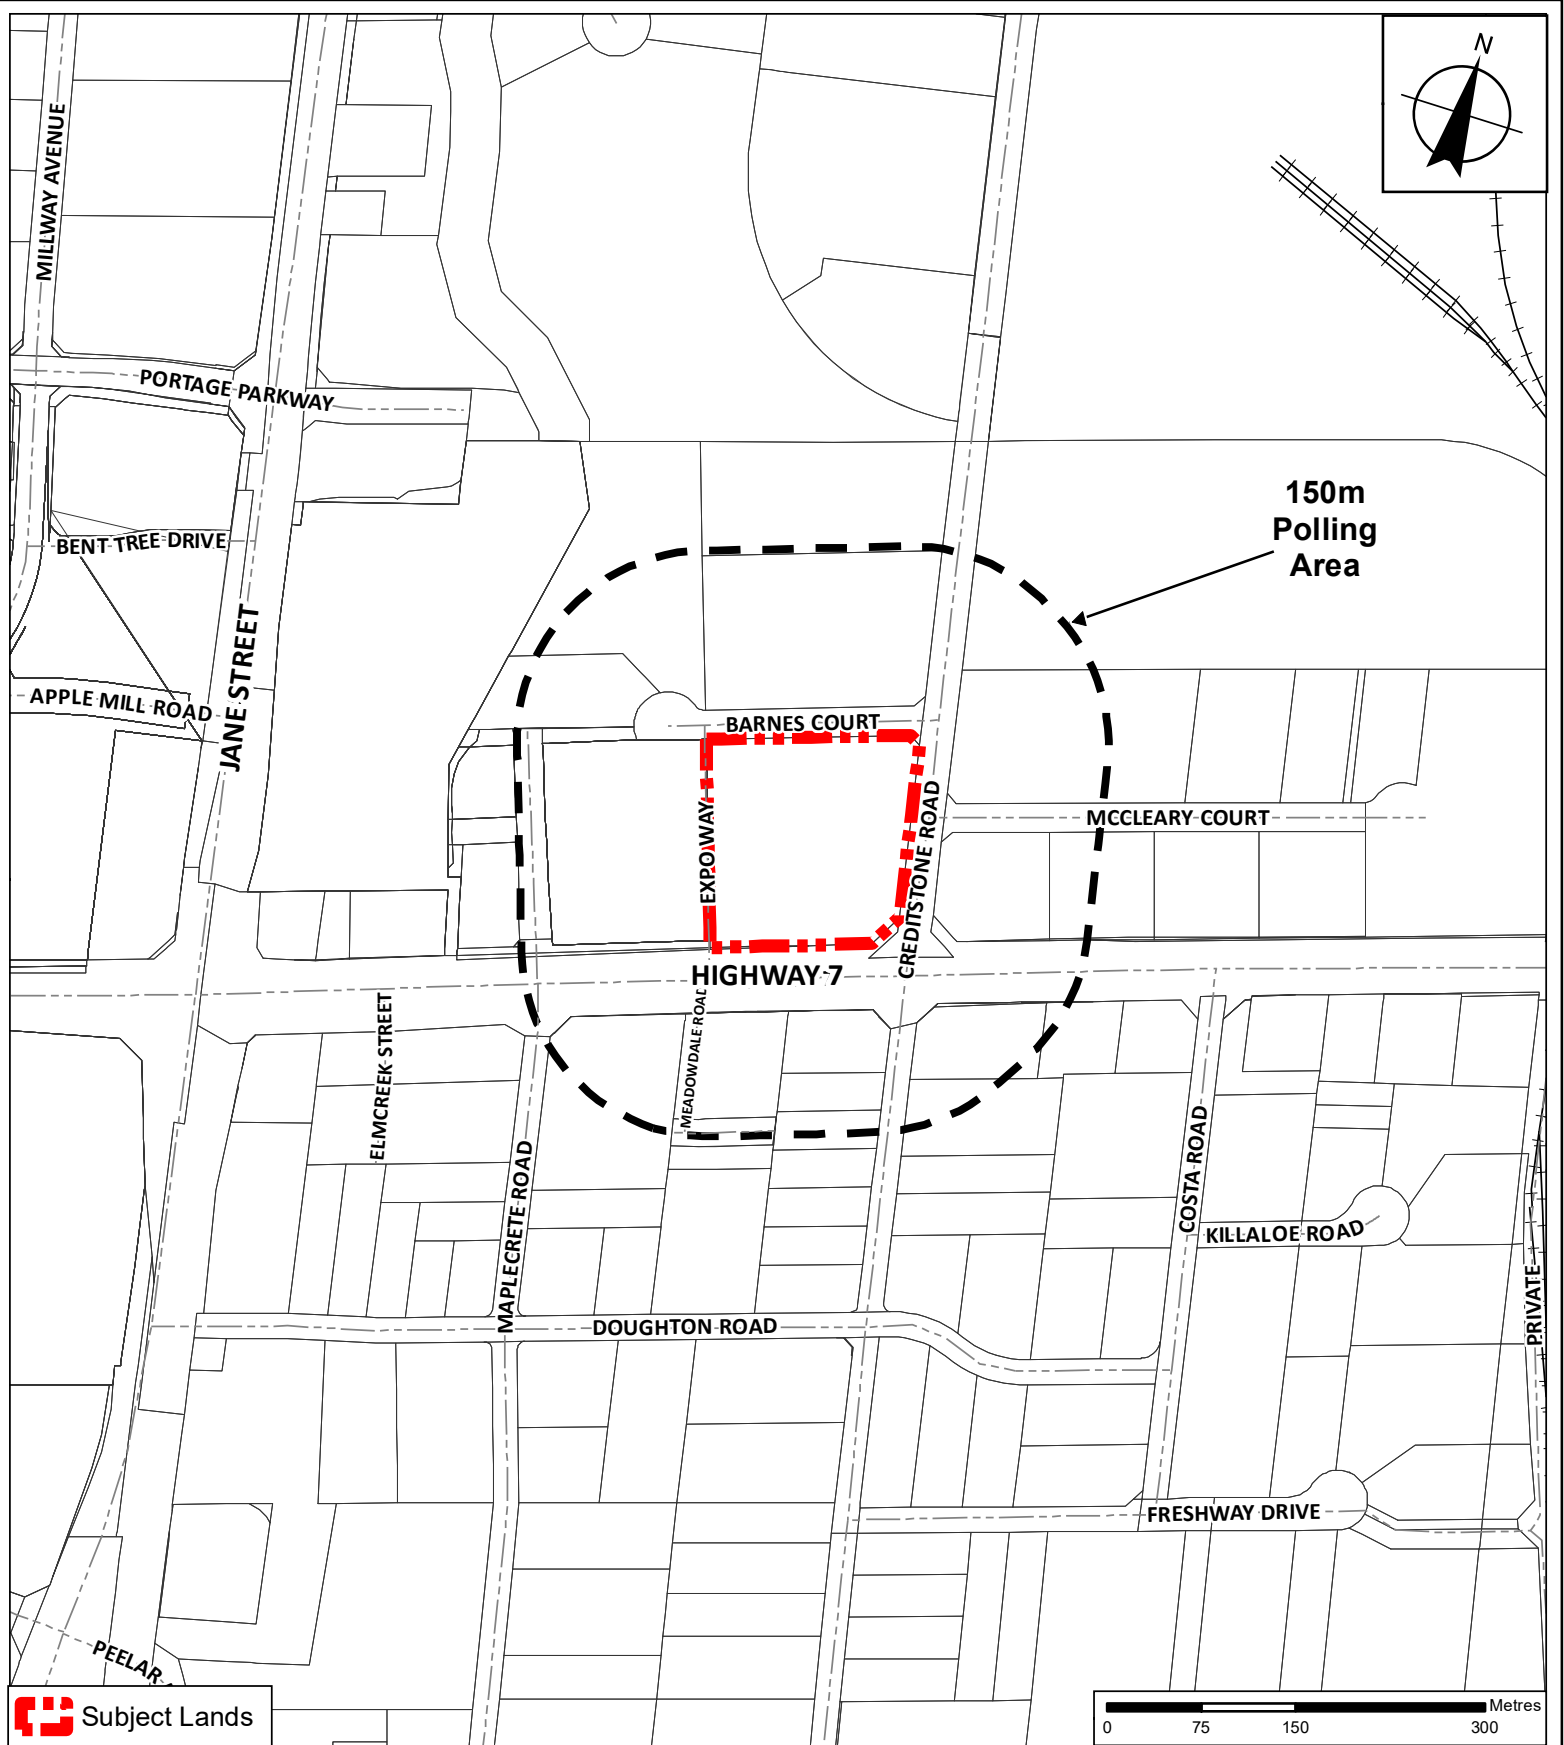 N
MILLWAY AVENUE
PORTAGE PARKWAY
150m
Polling
Area
BENT TREE DRIVE
JANE STREET
APPLE MILL ROAD
BARNES COURT
EXPO WAY
CREDITSTONE ROAD
MCCLEARY COURT
HIGHWAY 7
ELMCREEK STREET
MEADOWDALE ROAD
MAPLECRETE ROAD
COSTA ROAD
KILLALOE ROAD
PRIVATE
DOUGHTON ROAD
FRESHWAY DRIVE
PEELAR
Subject Lands
Metres
0 75 150 300